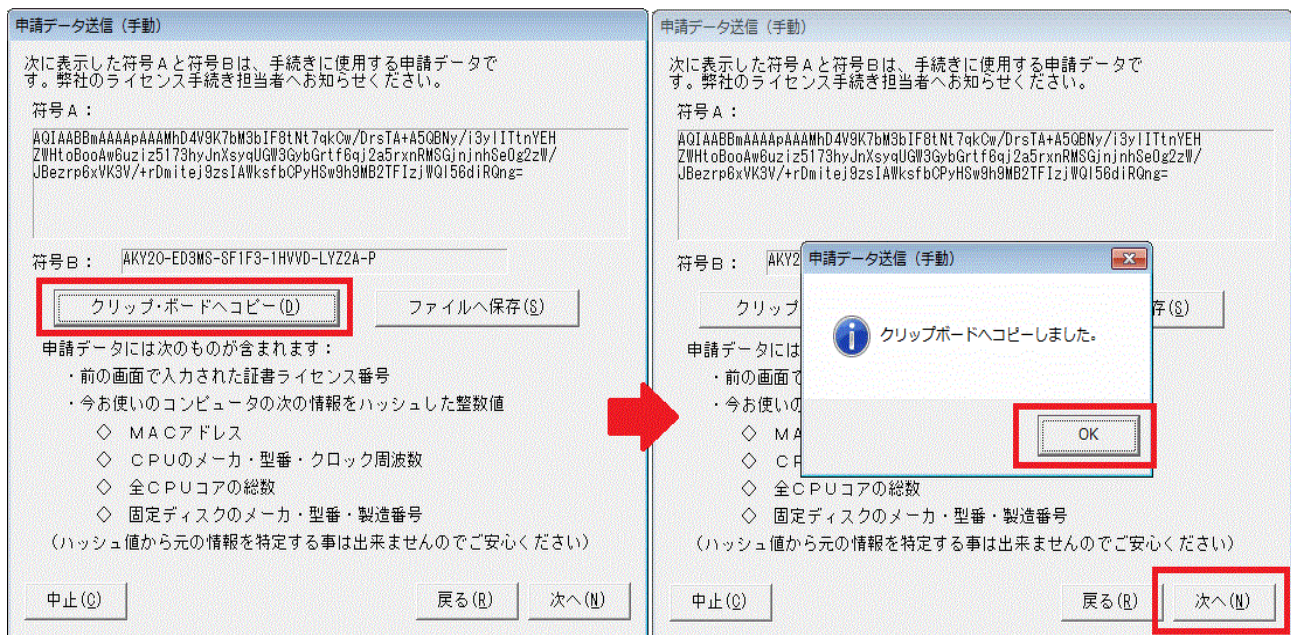 申請データ送信（手動）
次に表示した符号Aと符号Bは、手続きに使用する申請データで
す。弊社のライセンス手続き担当者へお知らせください。
符号A：
AQIAABBmAAAApAAAMhD4V9K7bM3bIF8tNt7qkCw/DrsTA+A5QBNy/i3ylITtnYEH
ZWHtoBooAw6uziz5173hyJnXsyqUGW3GybGrtf6qj2a5rxnRMSGjnjnhSeOg2zW/
JBezrp6xVK3V/+rDmitej9zsIAWksfbCPyHSw9h9MB2TFIzjWQI56diRQng=
符号B： AKY2O-ED3MS-SF1F3-1HVVD-LYZ2A-P
クリップ・ボードへコピー(D) ファイルへ保存(S)
申請データには次のものが含まれます：
・前の画面で入力された証書ライセンス番号
・今お使いのコンピュータの次の情報をハッシュした整数値
◇ MACアドレス
◇ CPUのメーカ・型番・クロック周波数
◇ 全CPUコアの総数
◇ 固定ディスクのメーカ・型番・製造番号
（ハッシュ値から元の情報を特定する事は出来ませんのでご安心ください）
中止(C) 戻る(R) 次へ(N)
申請データ送信（手動）
次に表示した符号Aと符号Bは、手続きに使用する申請データで
す。弊社のライセンス手続き担当者へお知らせください。
符号A：
AQIAABBmAAAApAAAMhD4V9K7bM3bIF8tNt7qkCw/DrsTA+A5QBNy/i3ylITtnYEH
ZWHtoBooAw6uziz5173hyJnXsyqUGW3GybGrtf6qj2a5rxnRMSGjnjnhSeOg2zW/
JBezrp6xVK3V/+rDmitej9zsIAWksfbCPyHSw9h9MB2TFIzjWQI56diRQng=
符号B： AKY2
申請データ送信（手動）
クリップボードへコピーしました。
OK
クリップ 存(S)
申請データには
・前の画面で
・今お使いの
◇ MA
◇ CP
◇ 全CPUコアの総数
◇ 固定ディスクのメーカ・型番・製造番号
（ハッシュ値から元の情報を特定する事は出来ませんのでご安心ください）
中止(C) 戻る(R) 次へ(N)